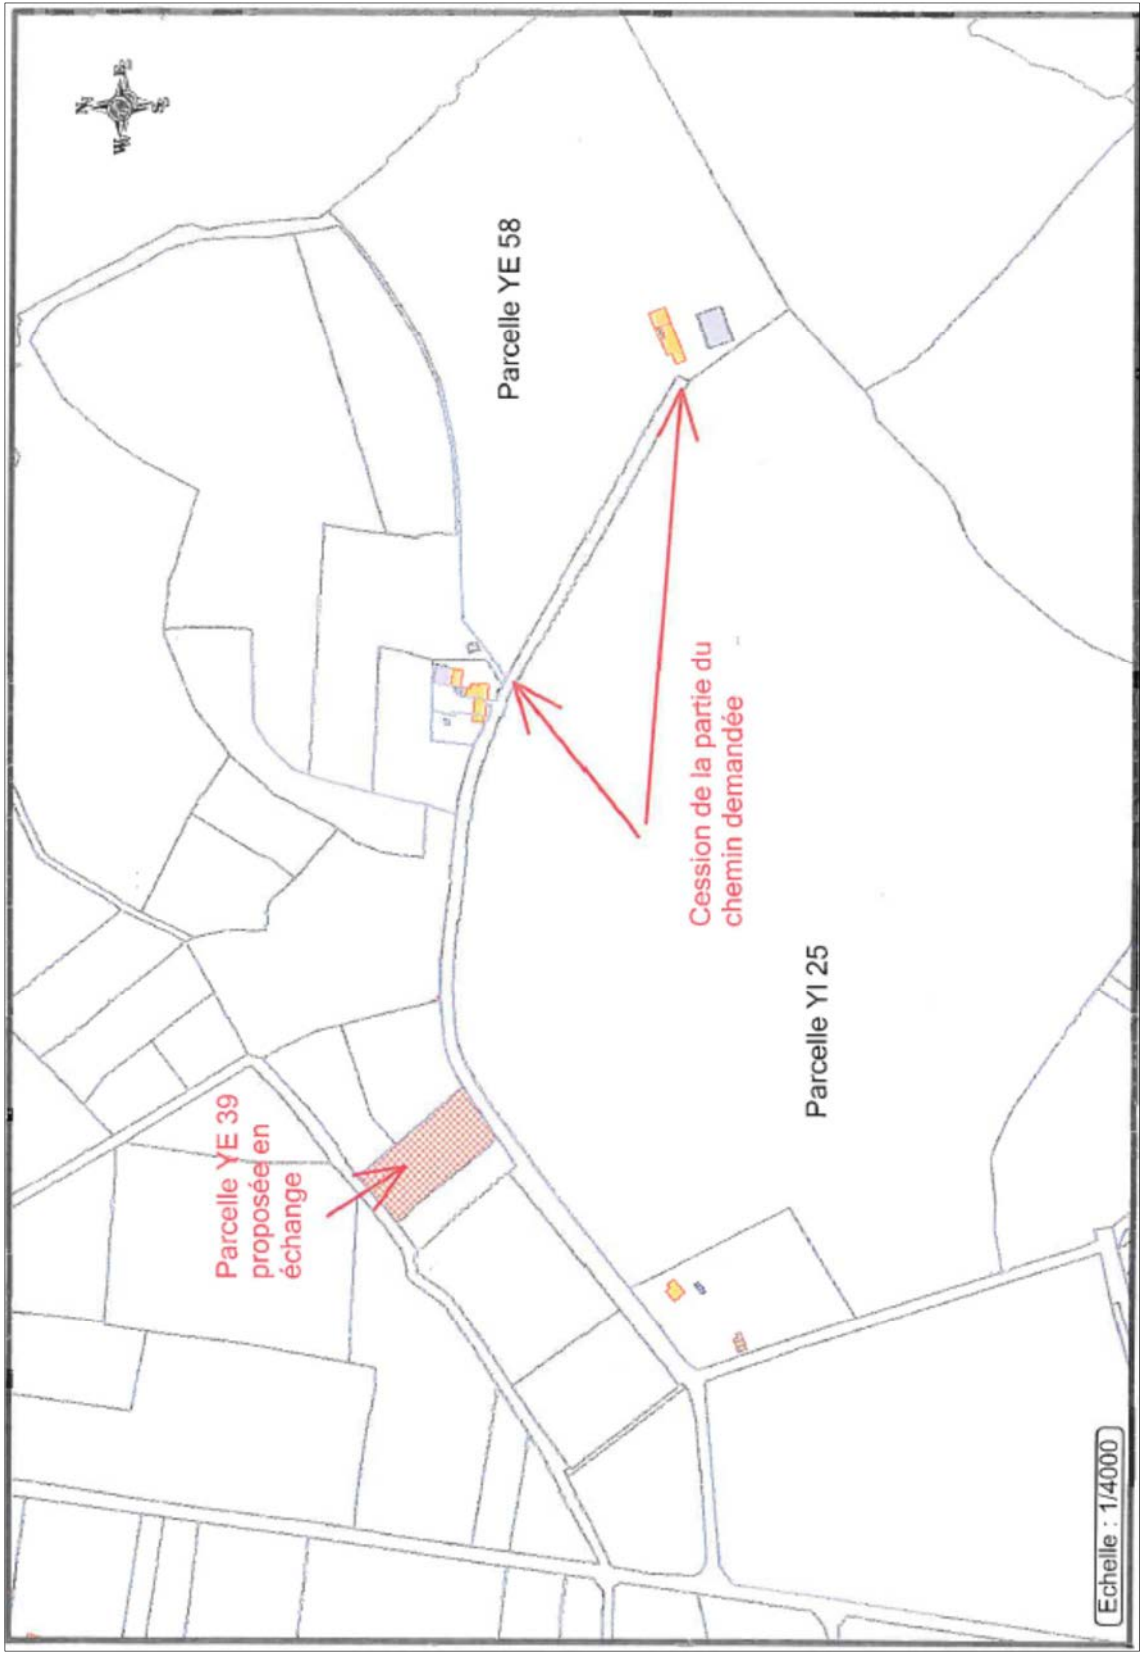 N
E
S
W
Parcelle YE 58
Cession de la partie du
chemin demandée
Parcelle YI 25
Parcelle YE 39
proposée en
échange
Echelle : 1/4000